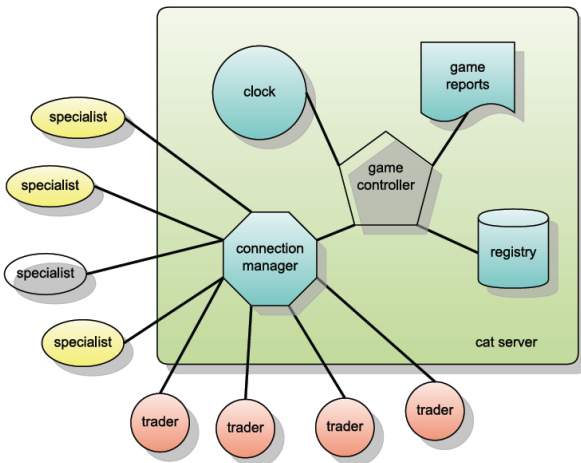 clock
game
reports
specialist
game
controller
specialist
connection
manager
registry
specialist
specialist
cat server
trader
trader
trader
trader